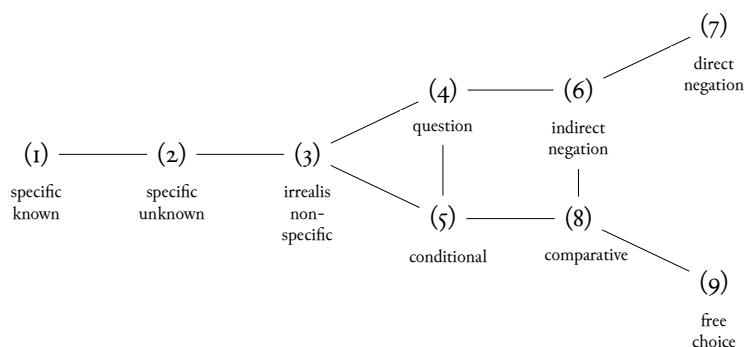 (7)
direct
negation
(4)
question
(6)
indirect
negation
(1)
specific
known
(2)
specific
unknown
(3)
irrealis
non-
specific
(5)
conditional
(8)
comparative
(9)
free
choice